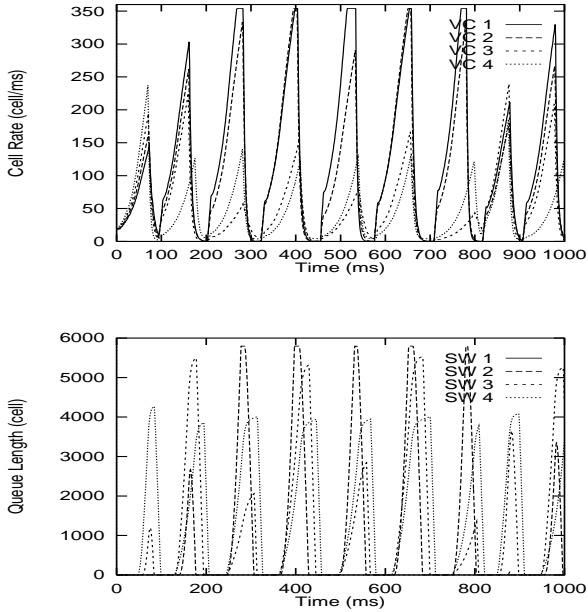 350
300
250
200
150
100
50
0
Cell Rate (cell/ms)
VC 1
VC 2
VC 3
VC 4
0 100 200 300 400 500 600 700 800 900 1000
Time (ms)
6000
5000
4000
3000
2000
1000
0
Queue Length (cell)
SW 1
SW 2
SW 3
SW 4
0 200 400 600 800 1000
Time (ms)